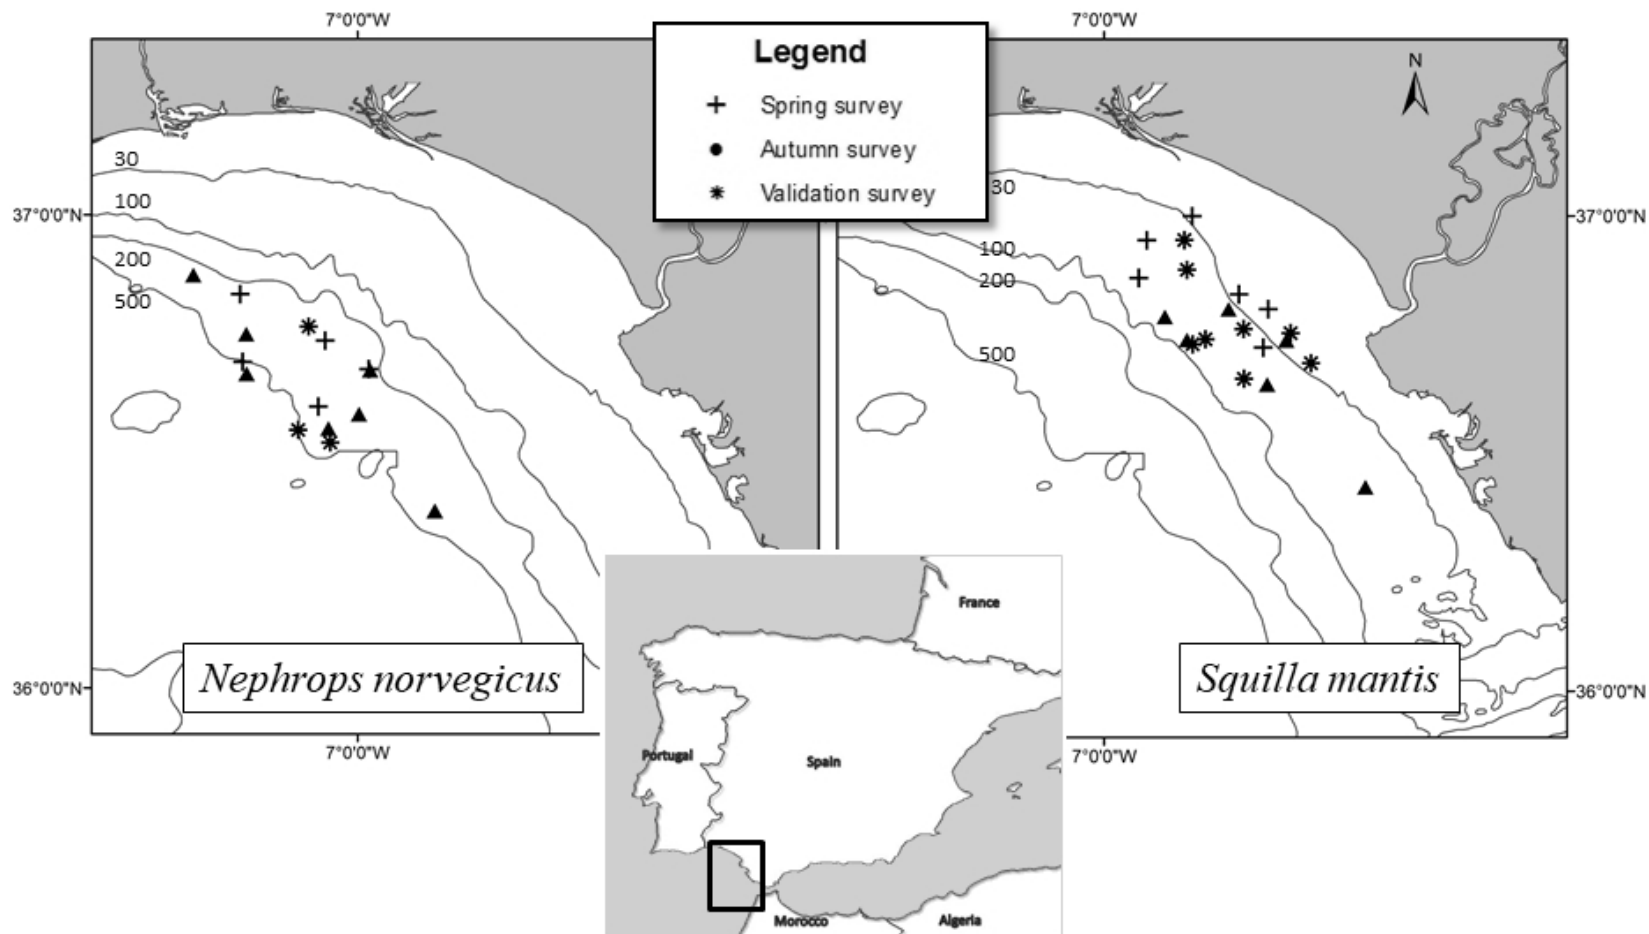 7°0'0"W
7°0'0"W
Legend
Spring survey
Autumn survey
Validation survey
N
30
100
200
500
30
100
200
500
37°0'0"N
37°0'0"N
36°0'0"N
36°0'0"N
Nephrops norvegicus
Squilla mantis
7°0'0"W
7°0'0"W
France
Portugal
Spain
Morocco
Algeria